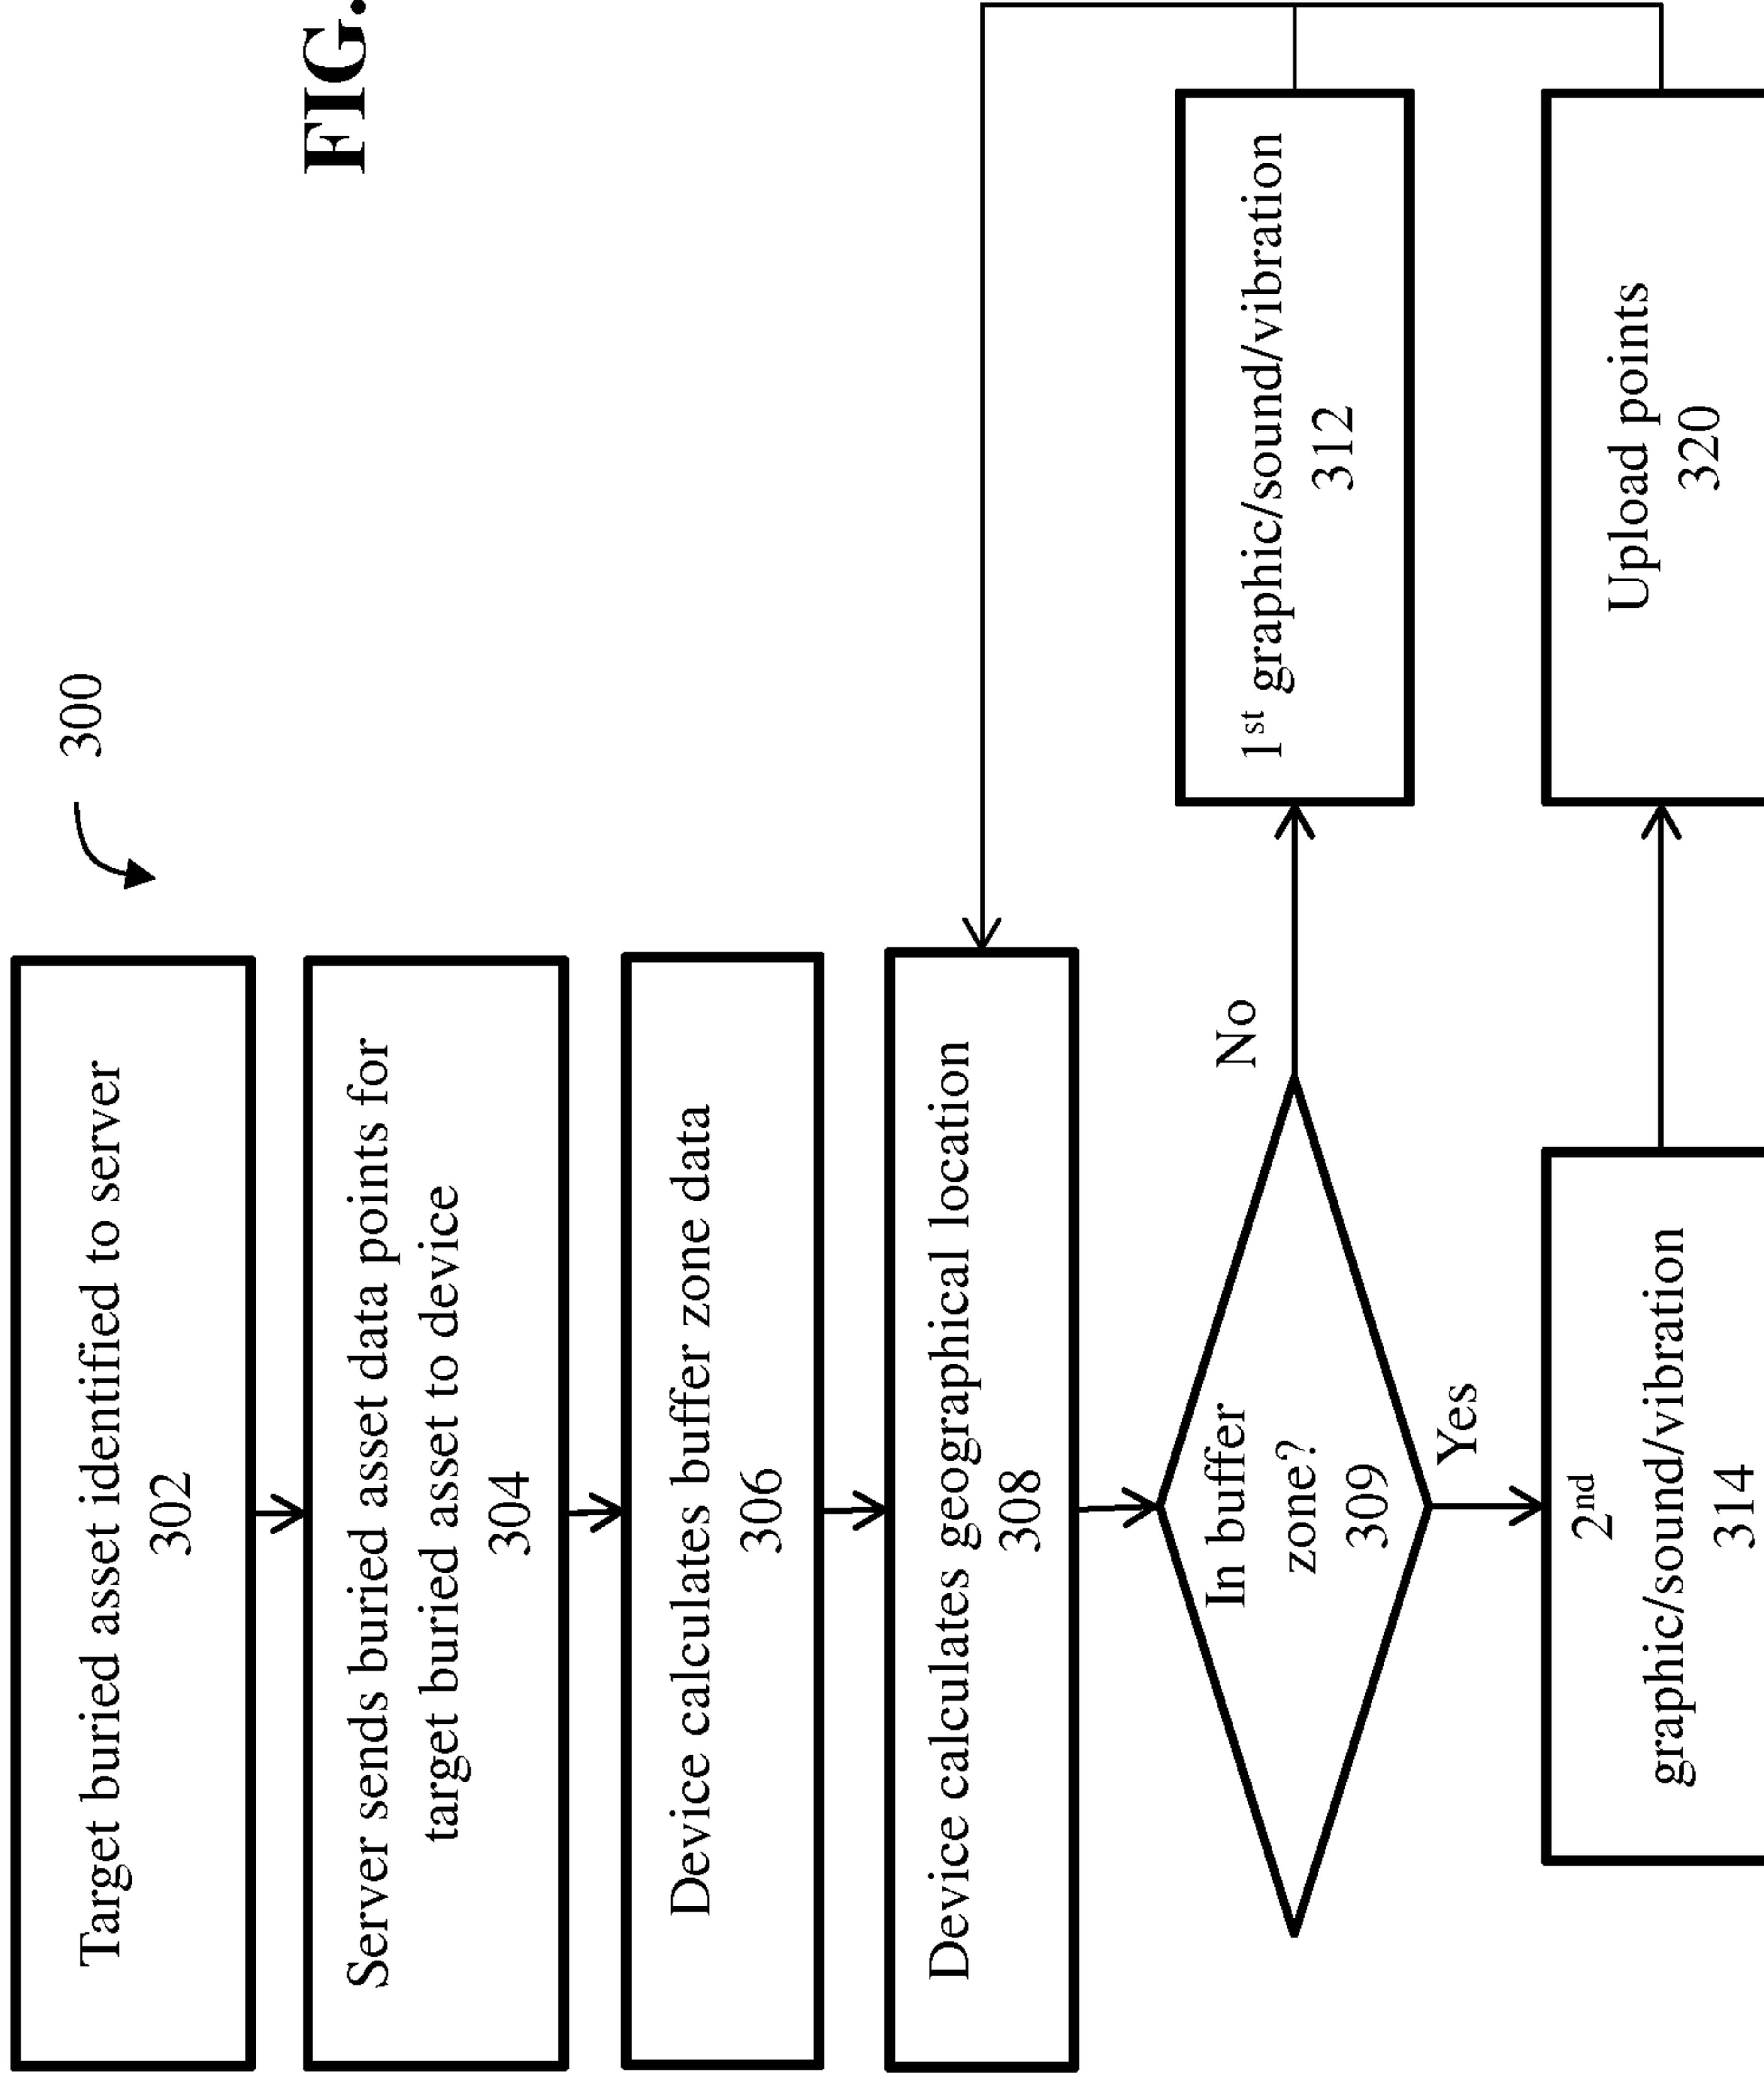 FIG.
300
Target buried asset identified to server
302
Server sends buried asset data points for
target buried asset to device
304
Device calculates buffer zone data
306
Device calculates geographical location
308
In buffer
zone?
309
No
1st graphic/sound/vibration
312
Yes
2nd
graphic/sound/vibration
314
Upload points
320